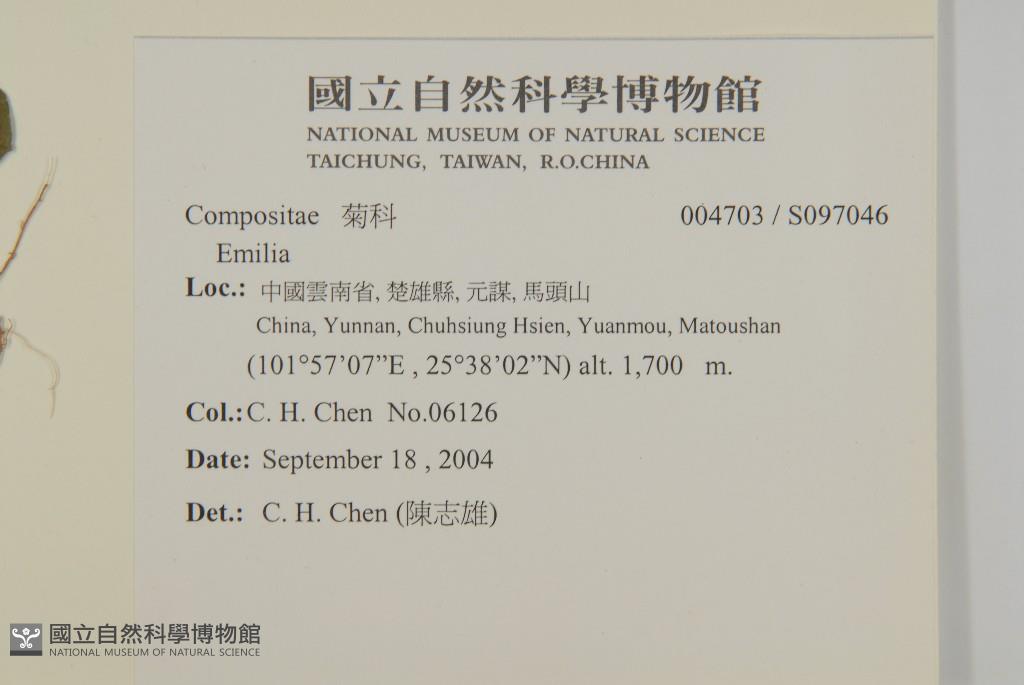 國立自然科學博物館
NATIONAL MUSEUM OF NATURAL SCIENCE
TAICHUNG, TAIWAN, R.O.CHINA
Compositae 菊科 004703 / S097046
Emilia
Loc.: 中國雲南省, 楚雄縣, 元謀, 馬頭山
China, Yunnan, Chuhsiung Hsien, Yuanmou, Matoushan
(101°57’07”E , 25°38’02”N) alt. 1,700 m.
Col.: C. H. Chen No.06126
Date: September 18 , 2004
Det.: C. H. Chen (陳志雄)
國立自然科學博物館
NATIONAL MUSEUM OF NATURAL SCIENCE